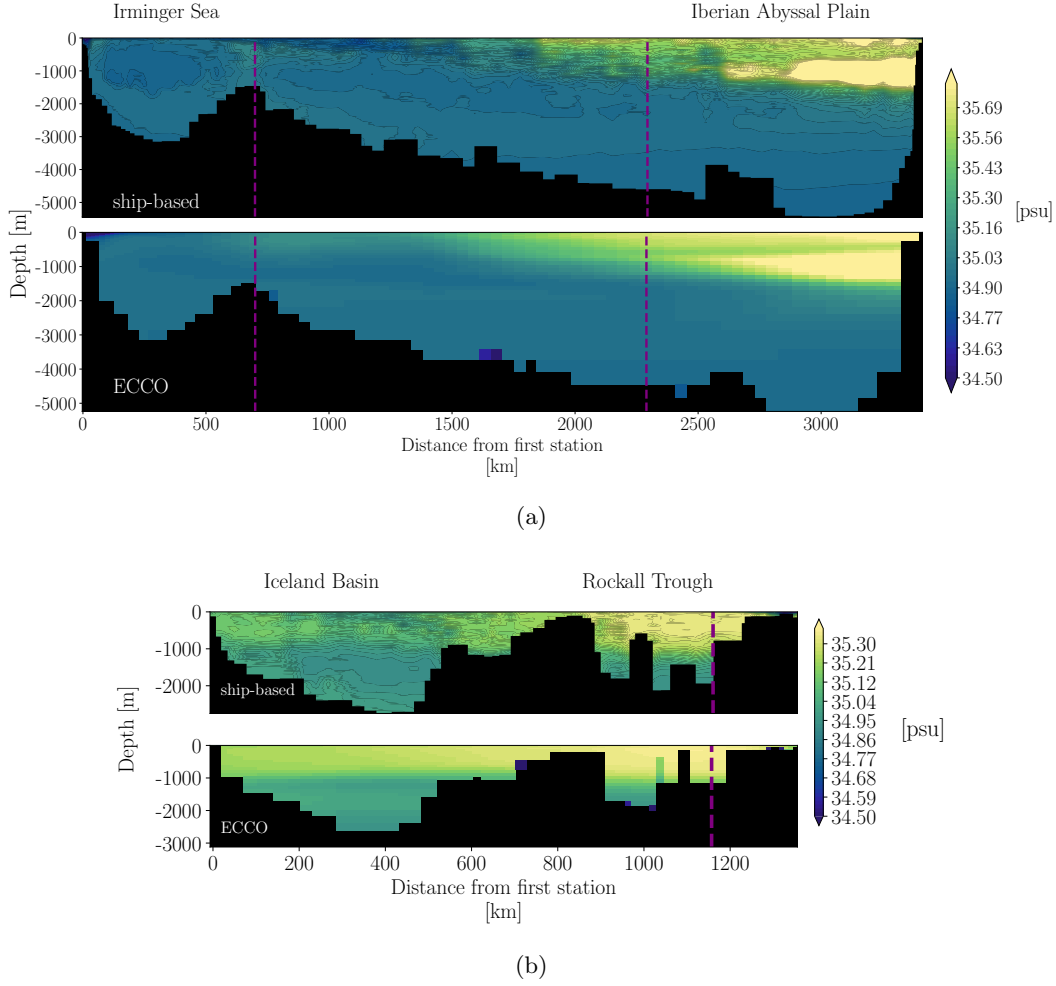 Irminger Sea
Iberian Abyssal Plain
0
-1000
-2000
-3000
-4000
-5000
ship-based
0
-1000
-2000
-3000
-4000
-5000
ECCO
Depth [m]
0
500
1000
1500
2000
2500
3000
Distance from first station
[km]
35.69
35.56
35.43
35.30
35.16
35.03
34.90
34.77
34.63
34.50
[psu]
(a)
Iceland Basin
Rockall Trough
0
-1000
-2000
ship-based
0
-1000
-2000
-3000
ECCO
Depth [m]
0
200
400
600
800
1000
1200
Distance from first station
[km]
35.30
35.21
35.12
35.04
34.95
34.86
34.77
34.68
34.59
34.50
[psu]
(b)